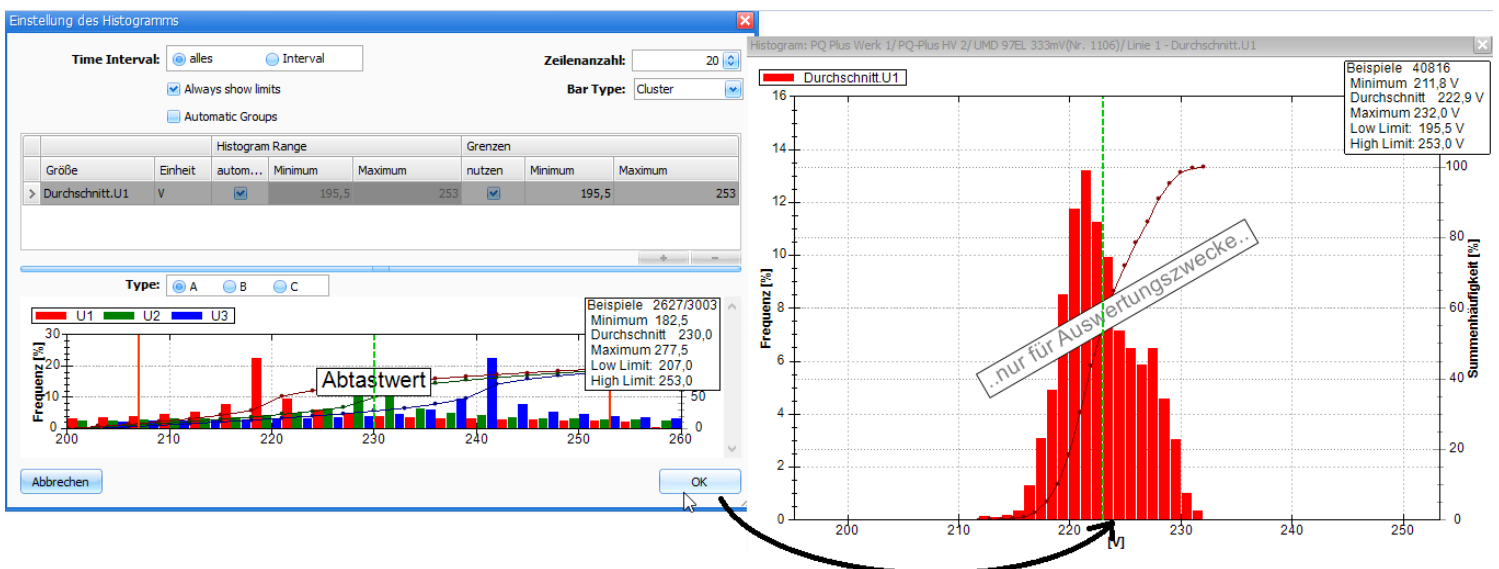 Einstellung des Histogramms
Time Interval: alles Interval
Zeilenanzahl: 20
Always show limits
Bar Type: Cluster
Automatic Groups
Histogram Range Grenzen
Größe Einheit autom... Minimum Maximum nutzen Minimum Maximum
Durchschnitt.U1 V 195,5 253 195,5 253
+ −
Type: A B C
U1 U2 U3
Beispiele 2627/3003
Minimum 182,5
Durchschnitt 230,0
Maximum 277,5
Low Limit: 207,0
High Limit: 253,0
Frequenz [%]
30
20
10
0
50
0
Abtastwert
200 210 220 230 240 250 260
Abbrechen OK
Histogram: PQ Plus Werk 1/ PQ-Plus HV 2/ UMD 97EL 333mV(Nr. 1106)/ Linie 1 - Durchschnitt.U1
Durchschnitt.U1
Beispiele 40816
Minimum 211,8 V
Durchschnitt 222,9 V
Maximum 232,0 V
Low Limit: 195,5 V
High Limit: 253,0 V
Frequenz [%]
16
14
12
10
8
6
4
2
0
..nur für Auswertungszwecke..
100
80
60
40
20
0
Summenhäufigkeit [%]
200 210 220 230 240 250
[V]